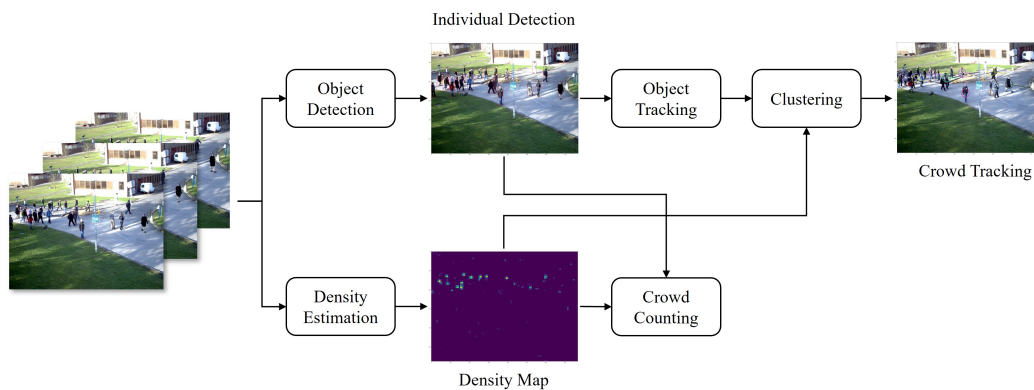 Individual Detection
Object
Detection
Object
Tracking
Clustering
Crowd Tracking
Density
Estimation
Crowd
Counting
Density Map